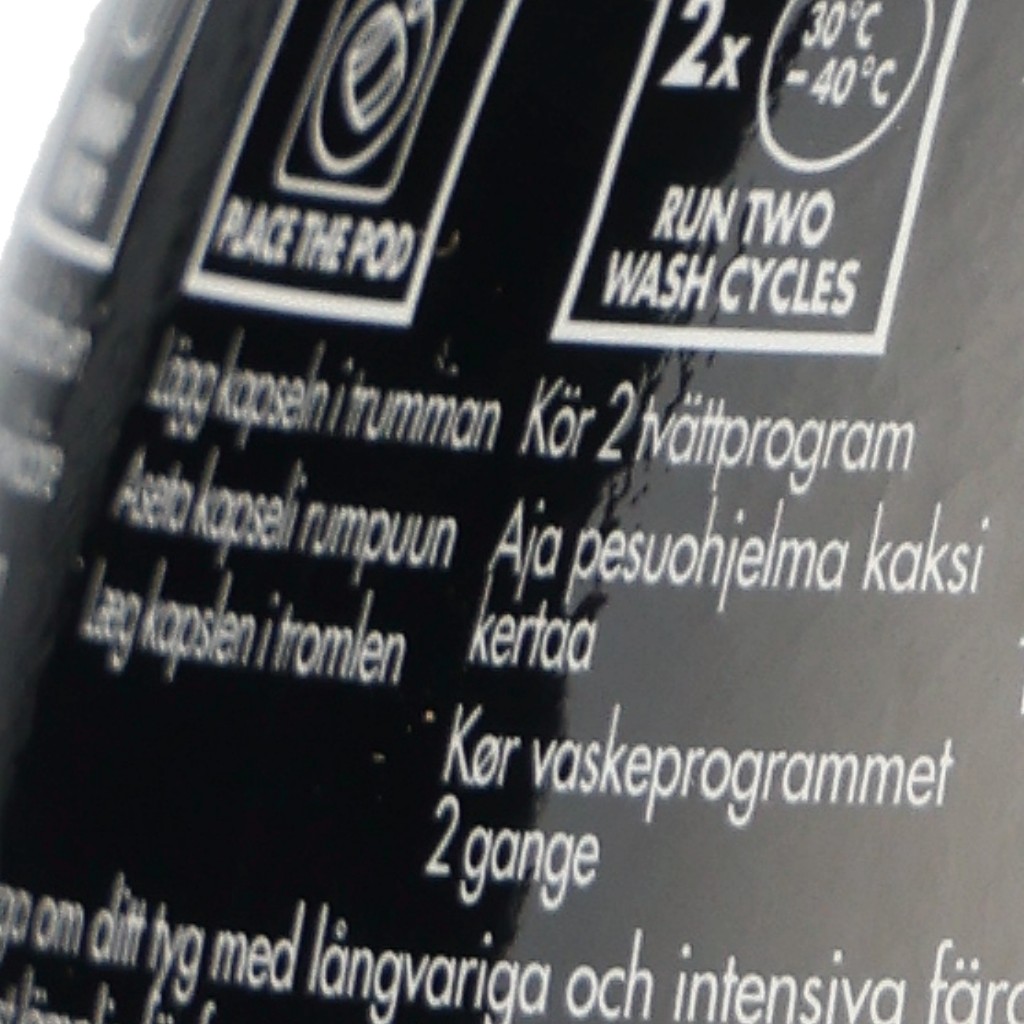 2x
30°C
- 40°C
PLACE THE POD
RUN TWO
WASH CYCLES
Lägg kapseln i trumman
Kör 2 tvättprogram
Aseta kapseli rumpuun
Aja pesuohjelma kaksi
kertaa
Læg kapslen i tromlen
Kør vaskeprogrammet
2 gange
om ditt tyg med långvariga och intensiva